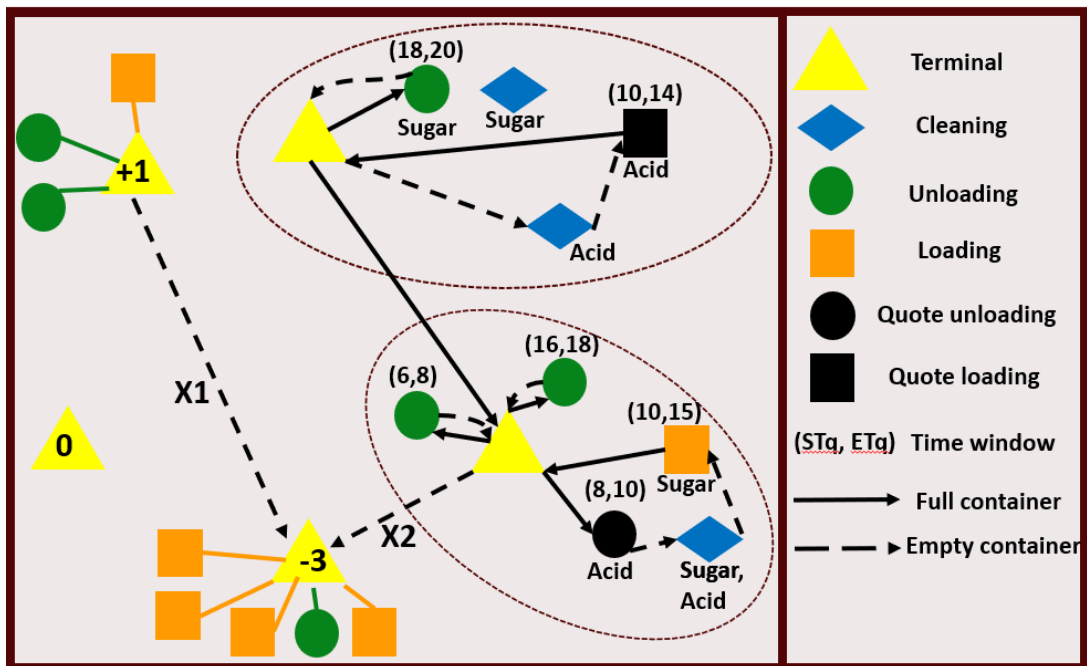 (18,20)
Sugar
Sugar
(10,14)
Acid
Acid
+1
X1
0
-3
X2
(6,8)
(16,18)
(10,15)
Sugar
(8,10)
Acid
Sugar,
Acid
Terminal
Cleaning
Unloading
Loading
Quote unloading
Quote loading
(STq, ETq) Time window
Full container
Empty container